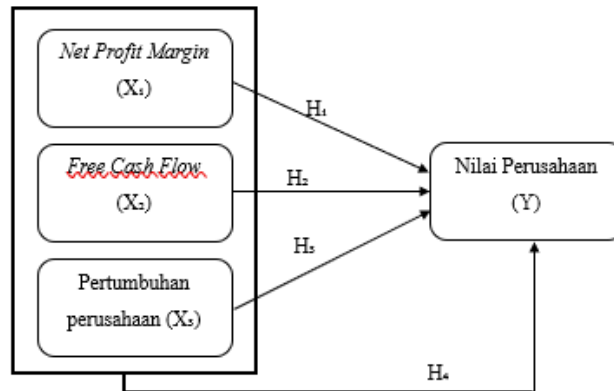 Net Profit Margin
(X₁)
H₁
Free Cash Flow
(X₂)
H₂
Nilai Perusahaan
(Y)
H₃
Pertumbuhan
perusahaan (X₃)
H₄